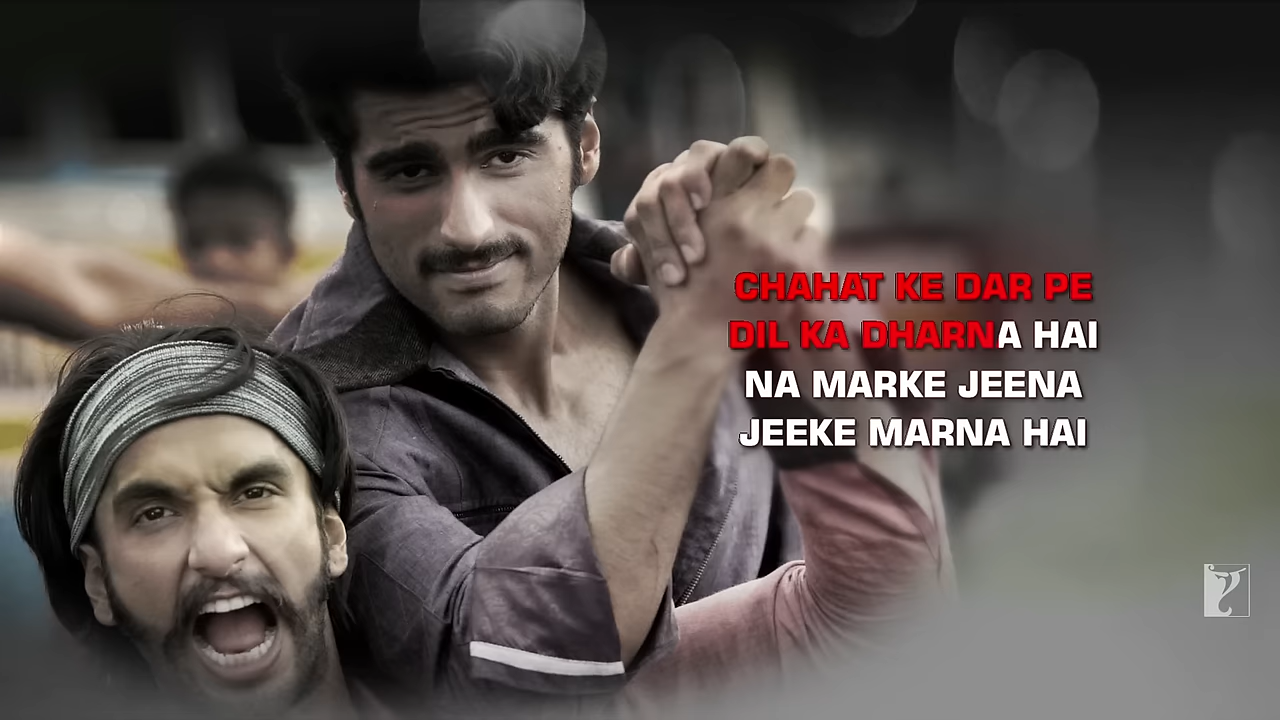 CHAHAT KE DAR PE
DIL KA DHARNA HAI
NA MARKE JEENA
JEEKE MARNA HAI